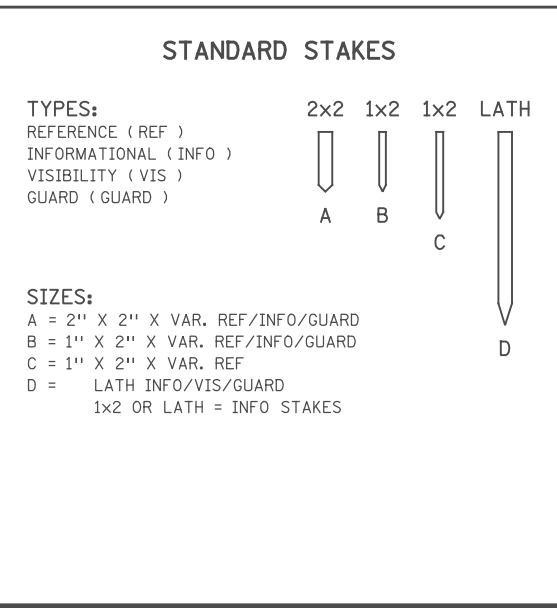 STANDARD STAKES
TYPES:
REFERENCE ( REF )
INFORMATIONAL ( INFO )
VISIBILITY ( VIS )
GUARD ( GUARD )
2x2 1x2 1x2 LATH
A
B
C
D
SIZES:
A = 2'' X 2'' X VAR. REF/INFO/GUARD
B = 1'' X 2'' X VAR. REF/INFO/GUARD
C = 1'' X 2'' X VAR. REF
D = LATH INFO/VIS/GUARD
1x2 OR LATH = INFO STAKES